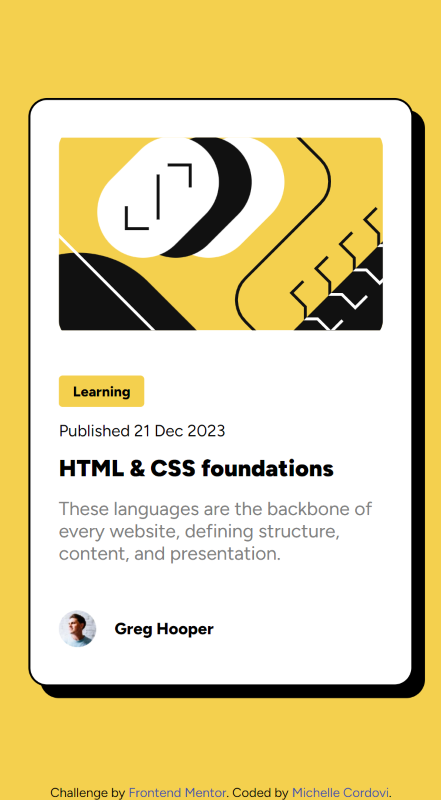 Learning
Published 21 Dec 2023
HTML & CSS foundations
These languages are the backbone of
every website, defining structure,
content, and presentation.
Greg Hooper
Challenge by Frontend Mentor. Coded by Michelle Cordovi.